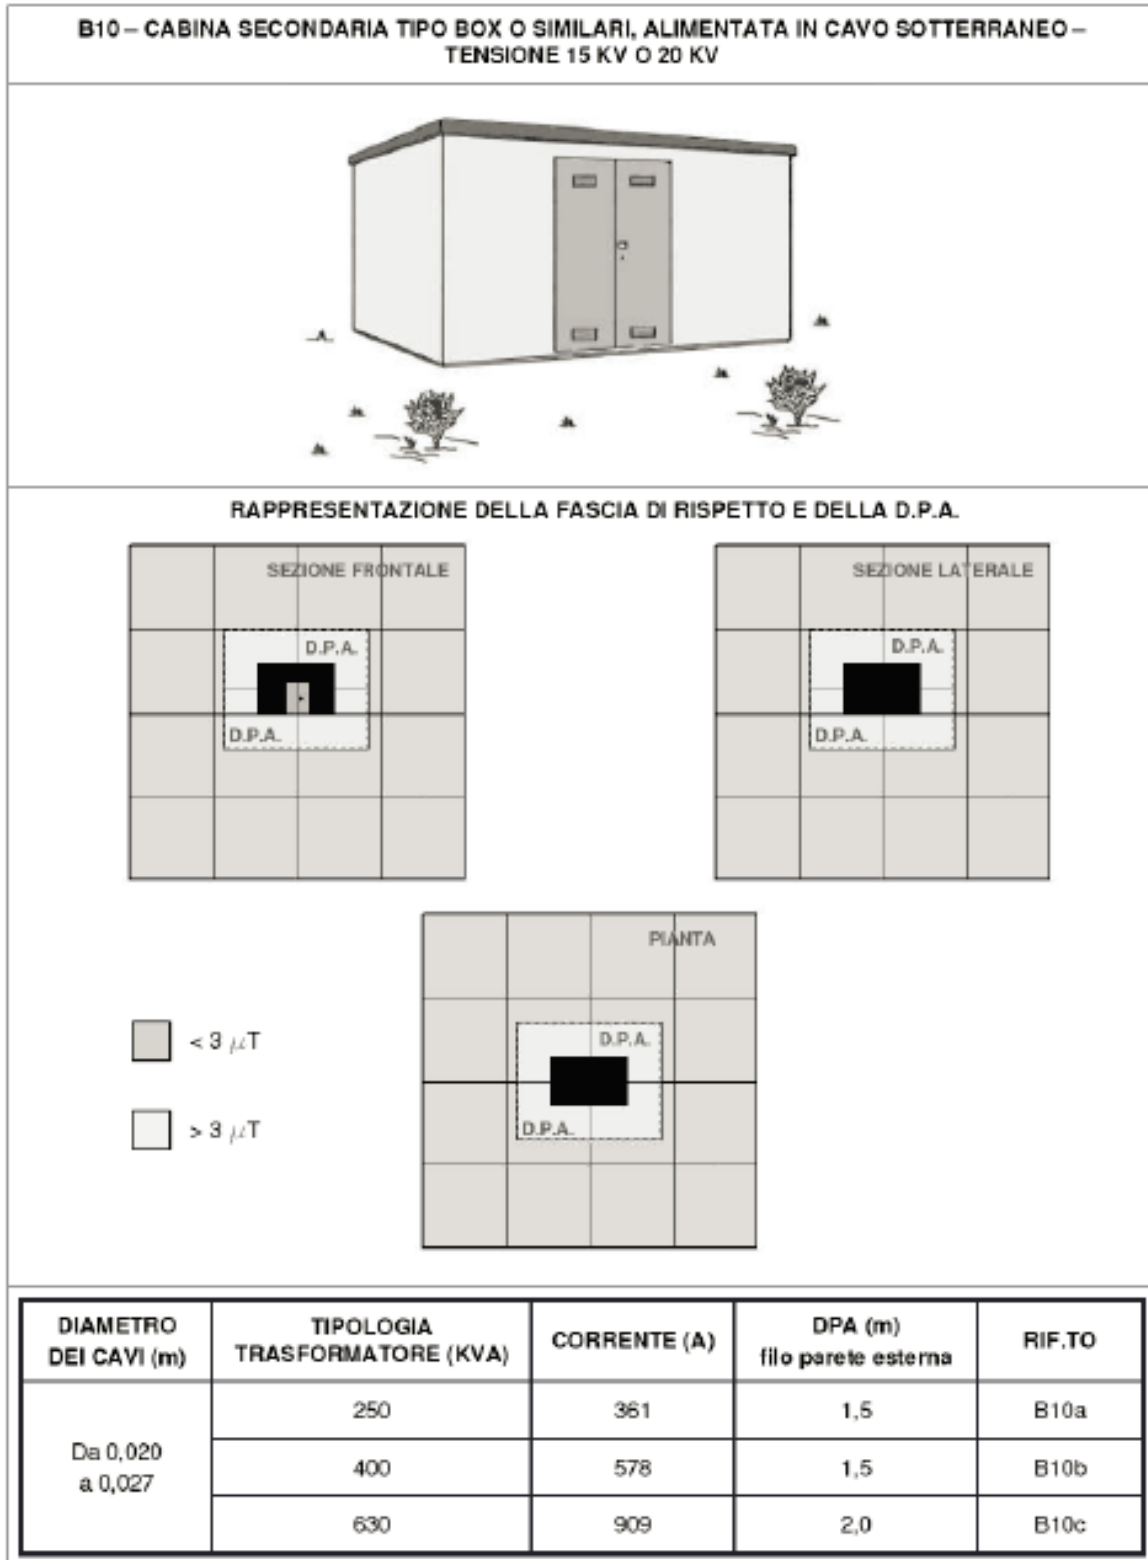 B10 – CABINA SECONDARIA TIPO BOX O SIMILARI, ALIMENTATA IN CAVO SOTTERRANEO –
TENSIONE 15 KV O 20 KV
RAPPRESENTAZIONE DELLA FASCIA DI RISPETTO E DELLA D.P.A.
SEZIONE FRONTALE
D.P.A.
D.P.A.
SEZIONE LATERALE
D.P.A.
D.P.A.
PIANTA
D.P.A.
D.P.A.
< 3 μT
> 3 μT
DIAMETRO
DEI CAVI (m)
TIPOLOGIA
TRASFORMATORE (KVA)
CORRENTE (A)
DPA (m)
filo parete esterna
RIF.TO
Da 0,020
a 0,027
250
361
1,5
B10a
400
578
1,5
B10b
630
909
2,0
B10c